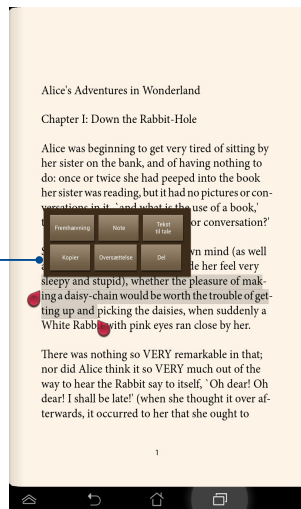 Alice's Adventures in Wonderland
Chapter I: Down the Rabbit-Hole
Alice was beginning to get very tired of sitting by
her sister on the bank, and of having nothing to
do: once or twice she had peeped into the book
her sister was reading, but it had no pictures or con-
versations in it, `and what is the use of a book,'
or conversation?'
Fremhævning
Note
Tekst
til tale
Kopier
Oversættelse
Del
own mind (as well
de her feel very
sleepy and stupid), whether the pleasure of mak-
ing a daisy-chain would be worth the trouble of get-
ting up and picking the daisies, when suddenly a
White Rabbit with pink eyes ran close by her.
There was nothing so VERY remarkable in that;
nor did Alice think it so VERY much out of the
way to hear the Rabbit say to itself, `Oh dear! Oh
dear! I shall be late!' (when she thought it over af-
terwards, it occurred to her that she ought to
1